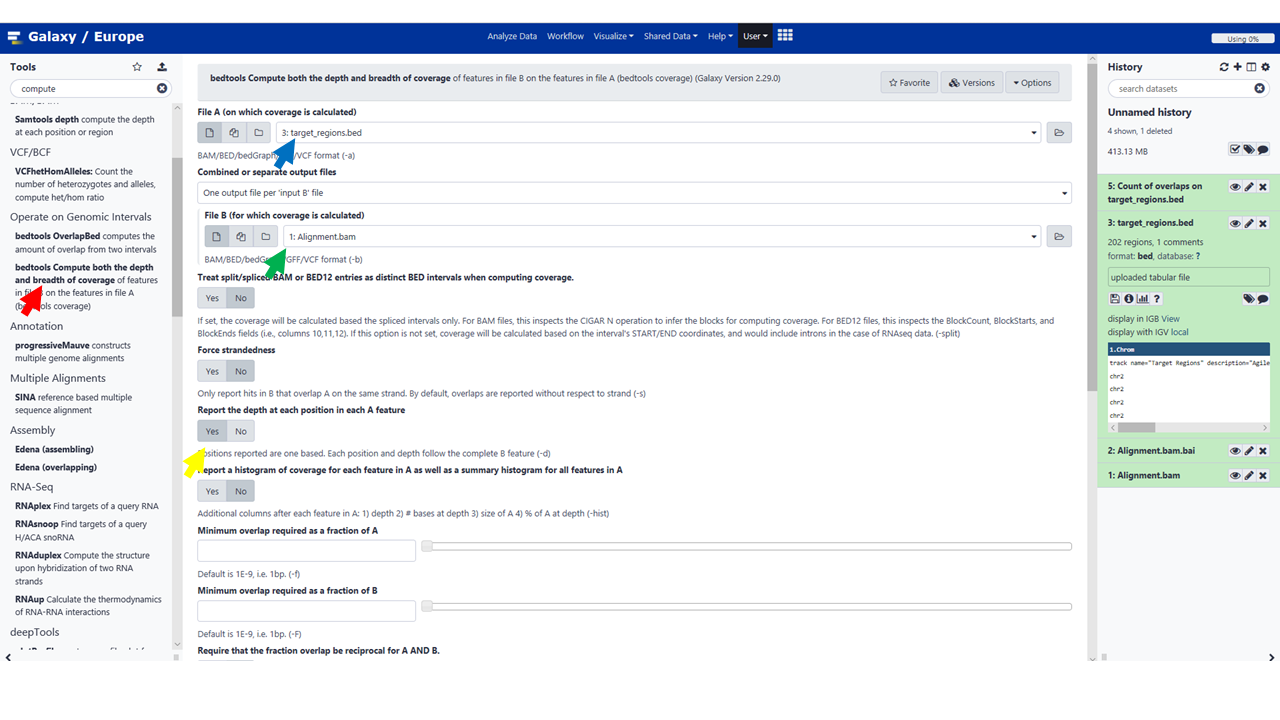 Galaxy / Europe
Analyze Data Workflow Visualize Shared Data Help User
Using 0%
Tools
compute
Samtools depth compute the depth
at each position or region
VCF/BCF
VCFhetHomAlleles: Count the
number of heterozygotes and alleles,
compute het/hom ratio
Operate on Genomic Intervals
bedtools OverlapBed computes the
amount of overlap from two intervals
bedtools Compute both the depth
and breadth of coverage of features
in on the features in file A
coverage)
Annotation
progressiveMauve constructs
multiple genome alignments
Multiple Alignments
SINA reference based multiple
sequence alignment
Assembly
Edena (assembling)
Edena (overlapping)
RNA-Seq
RNAplex Find targets of a query RNA
RNAsnoop Find targets of a query
H/ACA snoRNA
RNAduplex Compute the structure
upon hybridization of two RNA
strands
RNAup Calculate the thermodynamics
of RNA-RNA interactions
deepTools
bedtools Compute both the depth and breadth of coverage of features in file B on the features in file A (bedtools coverage) (Galaxy Version 2.29.0)
Favorite Versions Options
File A (on which coverage is calculated)
3: target_regions.bed
BAM/BED/bedGraph /VCF format (-a)
Combined or separate output files
One output file per 'input B' file
File B (for which coverage is calculated)
1: Alignment.bam
GFF/VCF format (-b)
Treat split/spliced BAM or BED12 entries as distinct BED intervals when computing coverage.
Yes No
If set, the coverage will be calculated based the spliced intervals only. For BAM files, this inspects the CIGAR N operation to infer the blocks for computing coverage. For BED12 files, this inspects the BlockCount, BlockStarts, and
BlockEnds fields (i.e., columns 10,11,12). If this option is not set, coverage will be calculated based on the interval's START/END coordinates, and would include introns in the case of RNAseq data. (-split)
Force strandedness
Yes No
Only report hits in B that overlap A on the same strand. By default, overlaps are reported without respect to strand (-s)
Report the depth at each position in each A feature
Yes No
Positions reported are one based. Each position and depth follow the complete B feature (-d)
Report a histogram of coverage for each feature in A as well as a summary histogram for all features in A
Yes No
Additional columns after each feature in A: 1) depth 2) # bases at depth 3) size of A 4) % of A at depth (-hist)
Minimum overlap required as a fraction of A
Default is 1E-9, i.e. 1bp. (-f)
Minimum overlap required as a fraction of B
Default is 1E-9, i.e. 1bp. (-F)
Require that the fraction overlap be reciprocal for A AND B.
History
search datasets
Unnamed history
4 shown, 1 deleted
413.13 MB
5: Count of overlaps on
target_regions.bed
3: target_regions.bed
202 regions, 1 comments
format: bed, database: ?
uploaded tabular file
display in IGB View
display with IGV local
1.Chrom
track name="Target Regions" description="Agile
chr2
chr2
chr2
chr2
2: Alignment.bam.bai
1: Alignment.bam